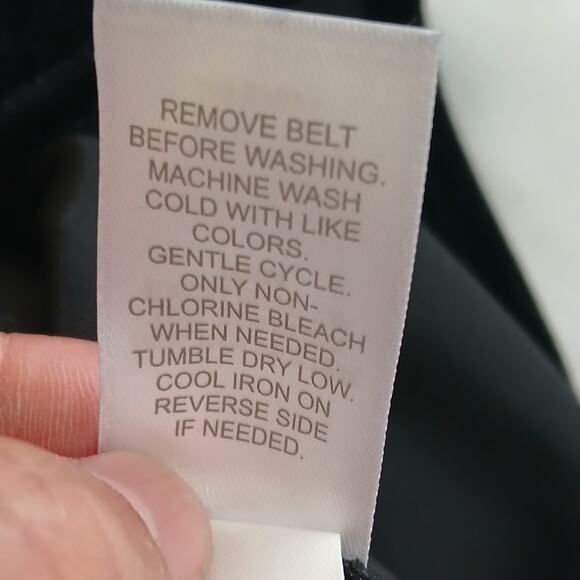 REMOVE BELT
BEFORE WASHING.
MACHINE WASH
COLD WITH LIKE
COLORS.
GENTLE CYCLE.
ONLY NON-
CHLORINE BLEACH
WHEN NEEDED.
TUMBLE DRY LOW.
COOL IRON ON
REVERSE SIDE
IF NEEDED.